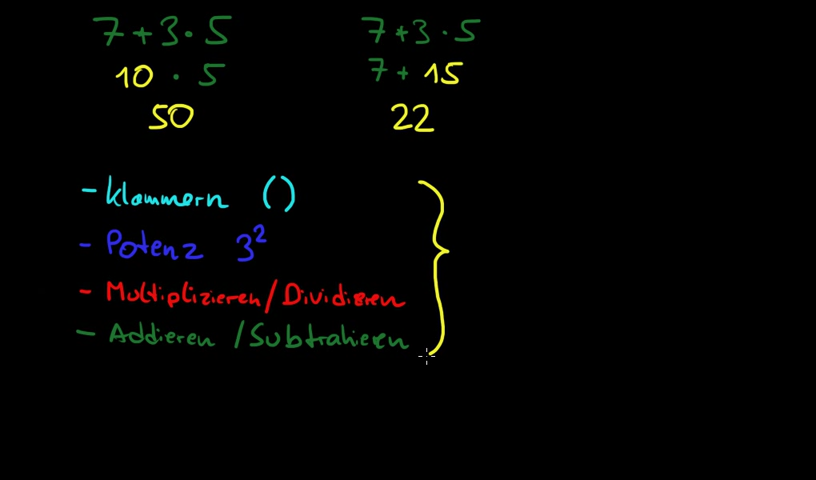 7 + 3 · 5
10 · 5
50
7 + 3 · 5
7 + 15
22
- Klammern ()
- Potenz 3²
- Multiplizieren / Dividieren
- Addieren / Subtrahieren